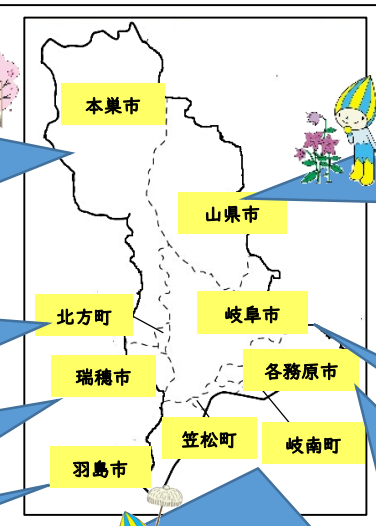 本巣市
山県市
北方町
岐阜市
瑞穂市
各務原市
笠松町
岐南町
羽島市